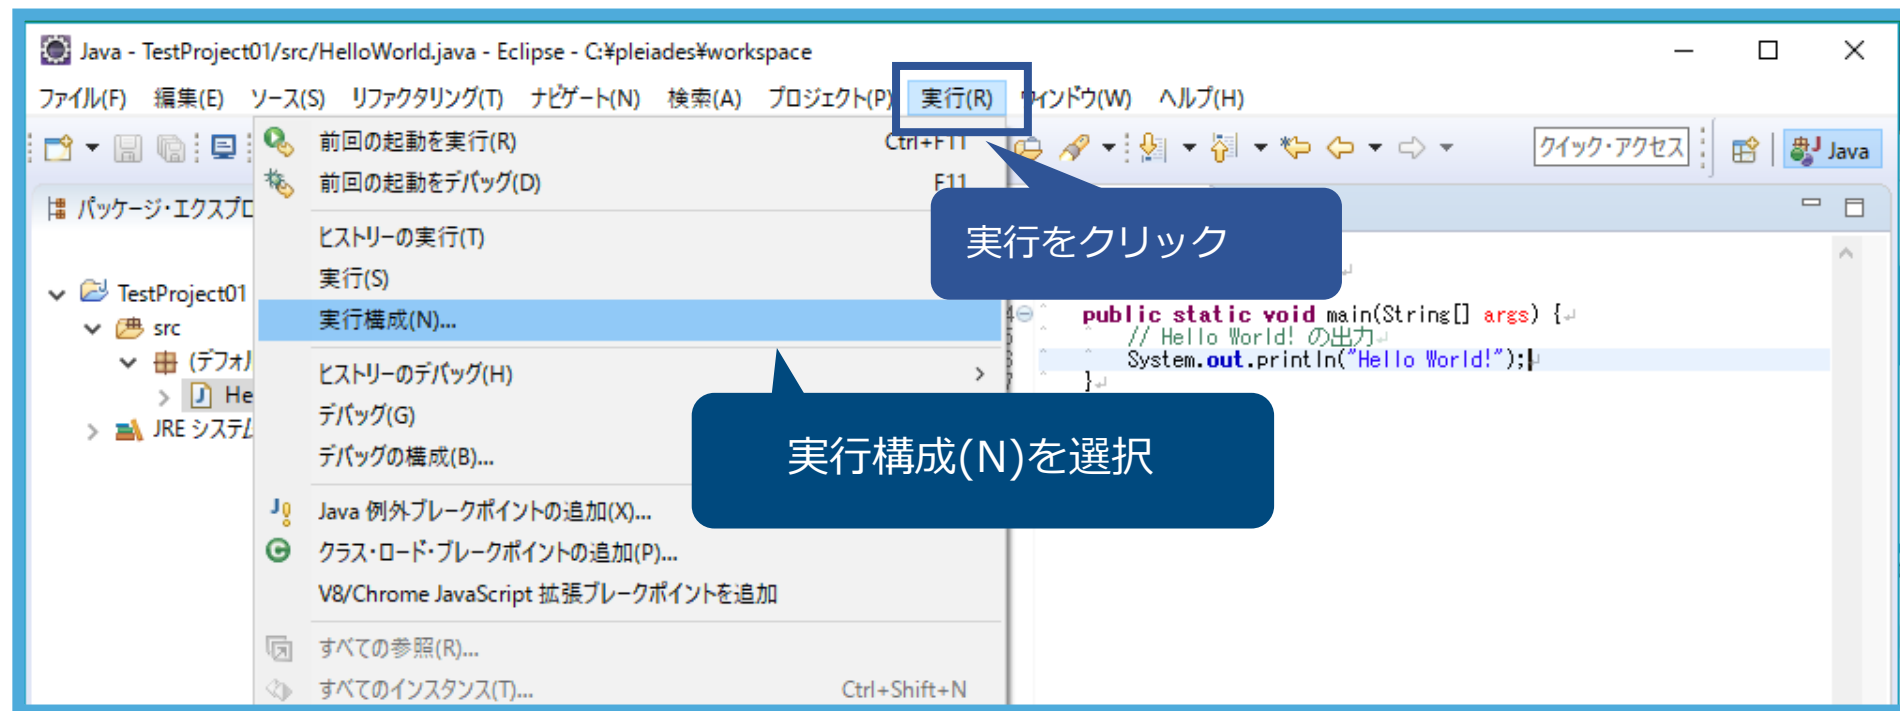 Java - TestProject01/src/HelloWorld.java - Eclipse - C:¥pleiades¥workspace
ファイル(F) 編集(E) ソース(S) リファクタリング(T) ナビゲート(N) 検索(A) プロジェクト(P) 実行(R) ウィンドウ(W) ヘルプ(H)
前回の起動を実行(R) Ctrl+F11
クイック・アクセス
Java
前回の起動をデバッグ(D) F11
パッケージ・エクスプロ
ヒストリーの実行(T)
実行をクリック
実行(S)
TestProject01
実行構成(N)...
src
(デフォル
He
JRE システム
public static void main(String[] args) {
// Hello World! の出力
System.out.println("Hello World!");
}
ヒストリーのデバッグ(H)
デバッグ(G)
デバッグの構成(B)...
実行構成(N)を選択
Java 例外ブレークポイントの追加(X)...
クラス・ロード・ブレークポイントの追加(P)...
V8/Chrome JavaScript 拡張ブレークポイントを追加
すべての参照(R)...
すべてのインスタンス(T)... Ctrl+Shift+N